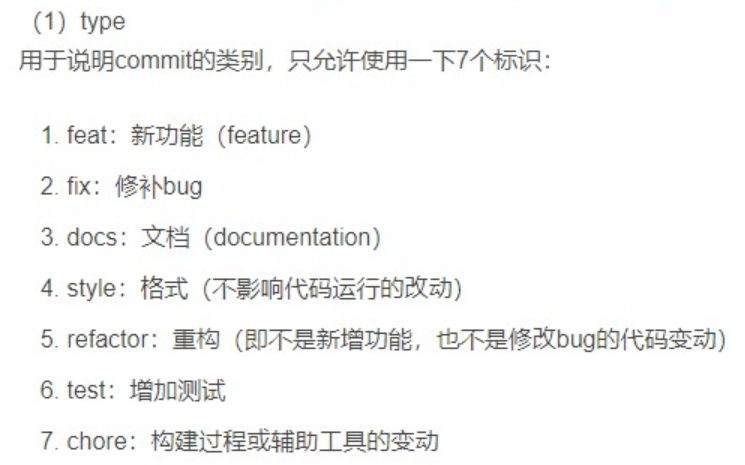 （1）type
用于说明commit的类别，只允许使用一下7个标识：
1. feat：新功能（feature）
2. fix：修补bug
3. docs：文档（documentation）
4. style：格式（不影响代码运行的改动）
5. refactor：重构（即不是新增功能，也不是修改bug的代码变动）
6. test：增加测试
7. chore：构建过程或辅助工具的变动